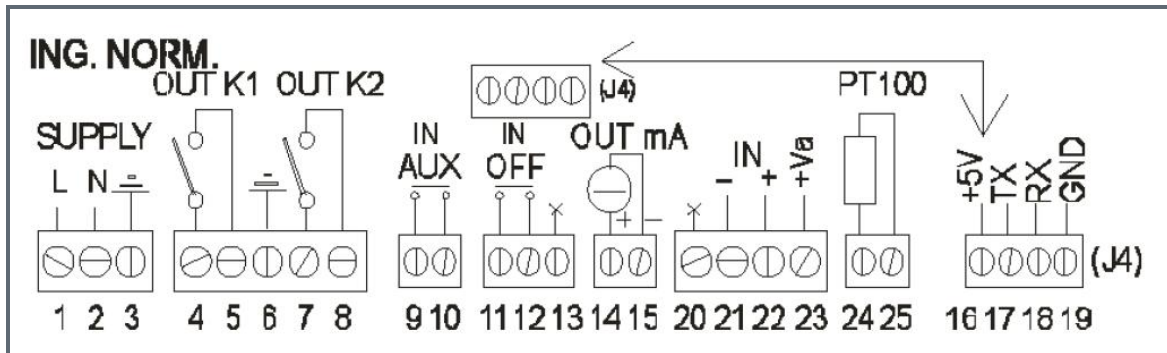 ING. NORM.
OUT K1 OUT K2
(J4)
PT100
SUPPLY
IN
IN
OUT mA
L N
AUX
OFF
- IN + +Va
+5V TX RX GND
× + - ×
(J4)
1 2 3 4 5 6 7 8 9 10 11 12 13 14 15 20 21 22 23 24 25 16 17 18 19